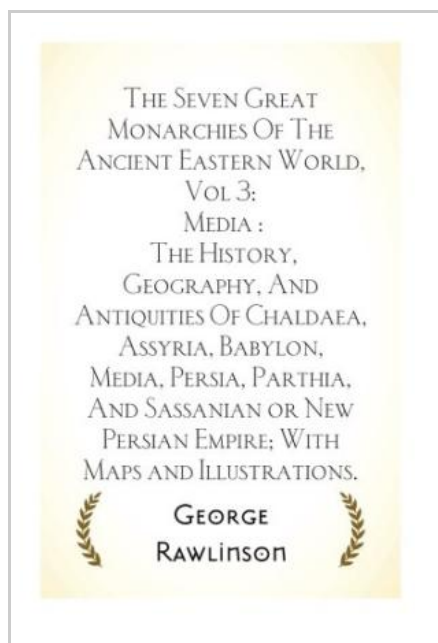 The Seven Great
Monarchies Of The
Ancient Eastern World,
Vol 3:
Media :
The History,
Geography, And
Antiquities Of Chaldaea,
Assyria, Babylon,
Media, Persia, Parthia,
And Sassanian or New
Persian Empire; With
Maps and Illustrations.
George
Rawlinson